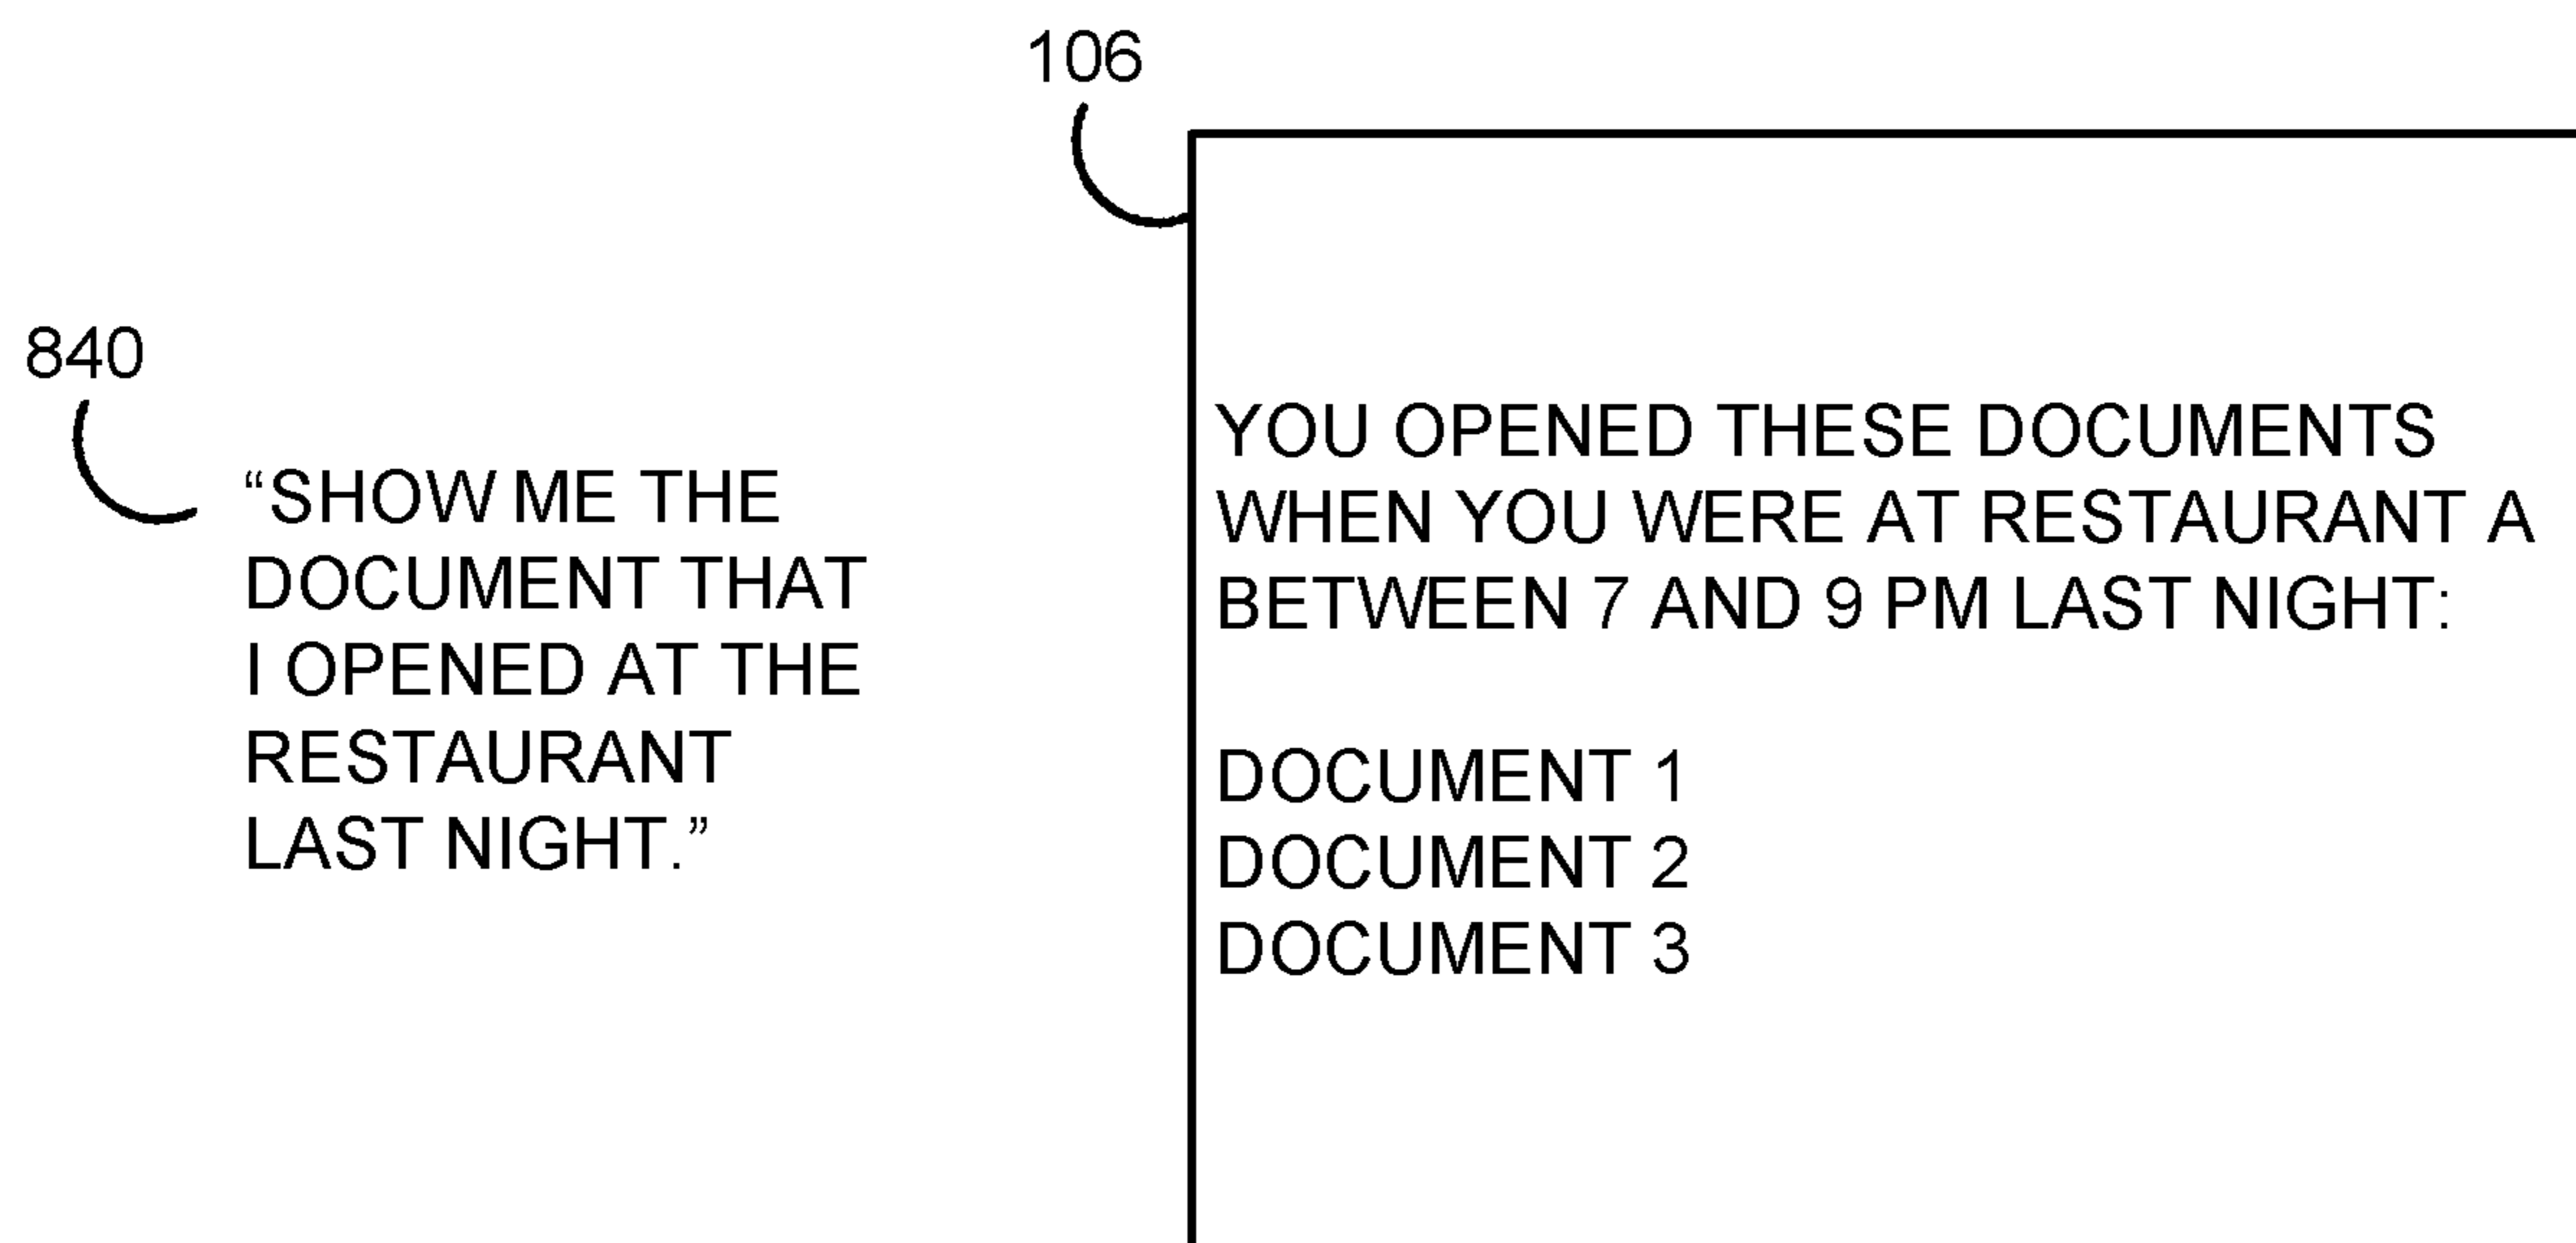 106
840
“SHOW ME THE
DOCUMENT THAT
I OPENED AT THE
RESTAURANT
LAST NIGHT.”
YOU OPENED THESE DOCUMENTS
WHEN YOU WERE AT RESTAURANT A
BETWEEN 7 AND 9 PM LAST NIGHT:
DOCUMENT 1
DOCUMENT 2
DOCUMENT 3